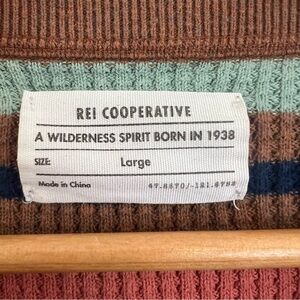 REI COOPERATIVE
A WILDERNESS SPIRIT BORN IN 1938
SIZE: Large
Made in China